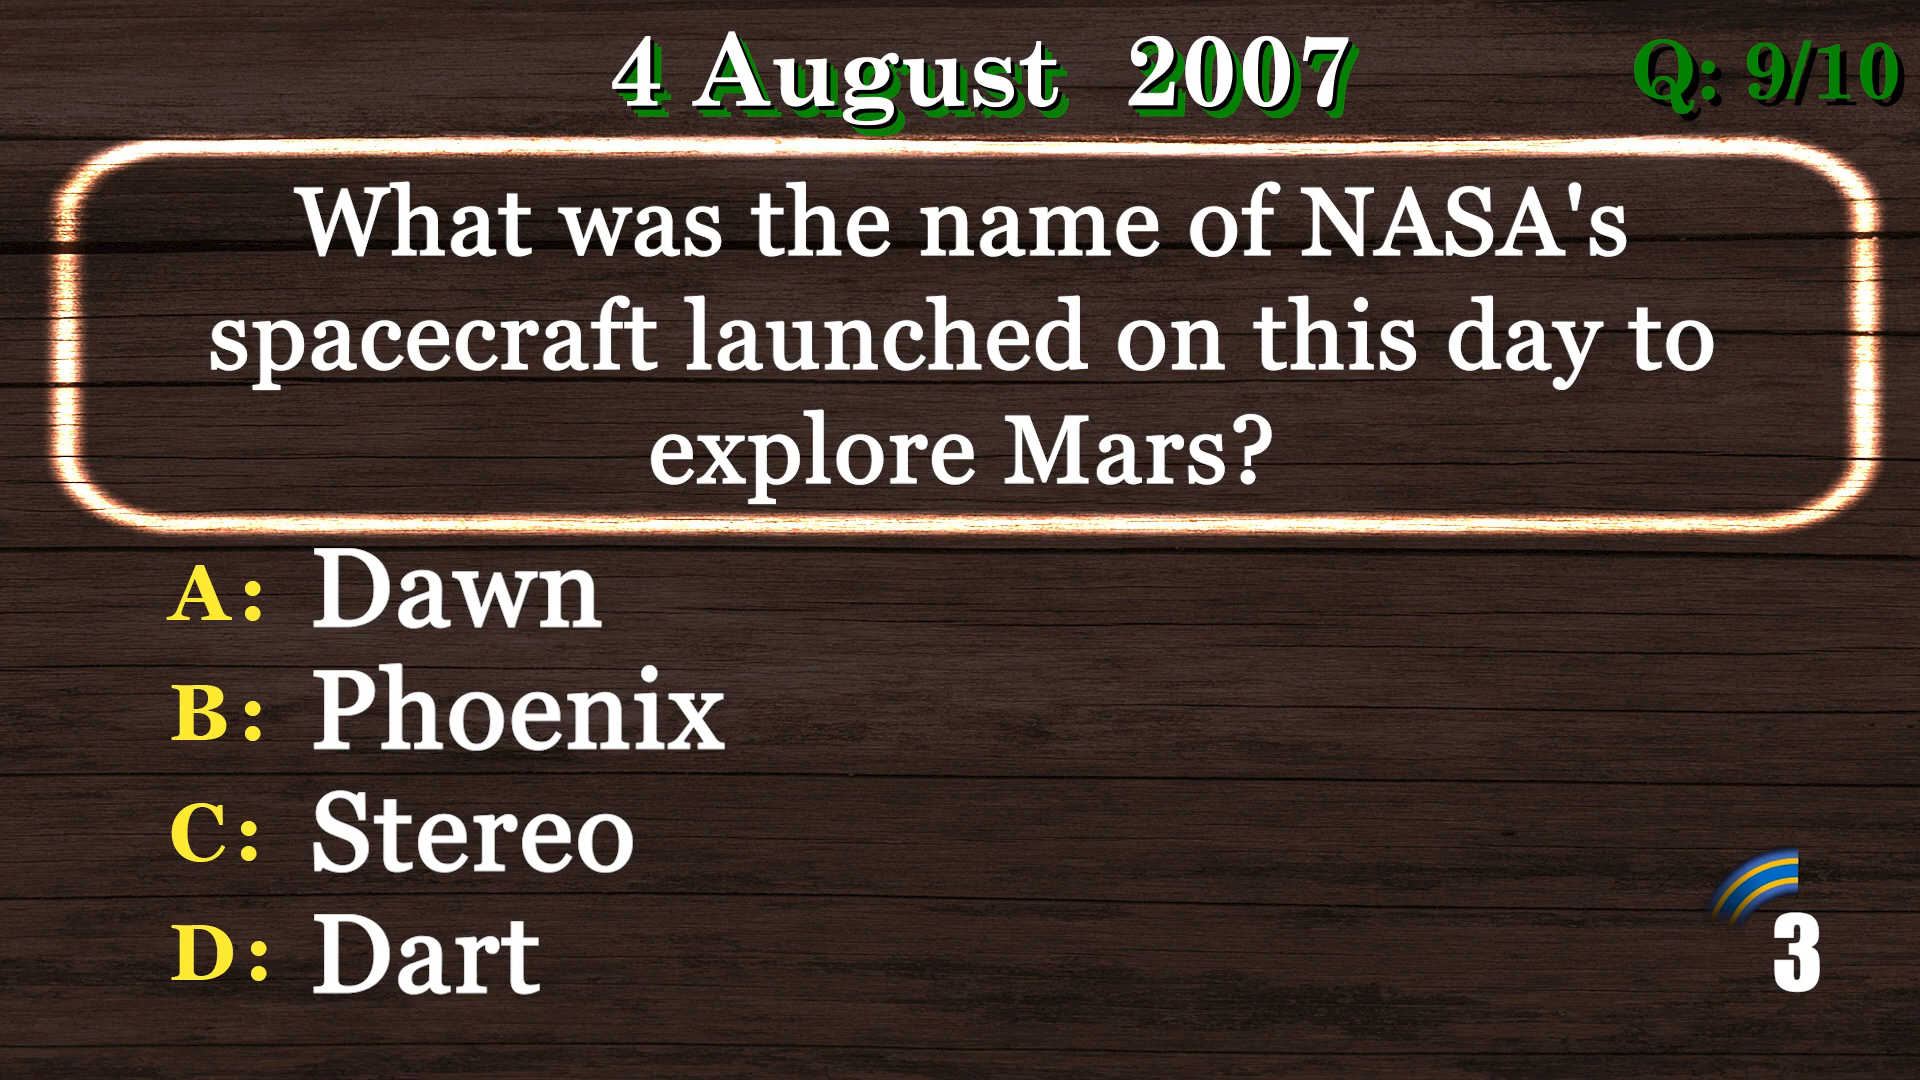 4 August 2007
Q: 9/10
What was the name of NASA's
spacecraft launched on this day to
explore Mars?
A: Dawn
B: Phoenix
C: Stereo
D: Dart
3